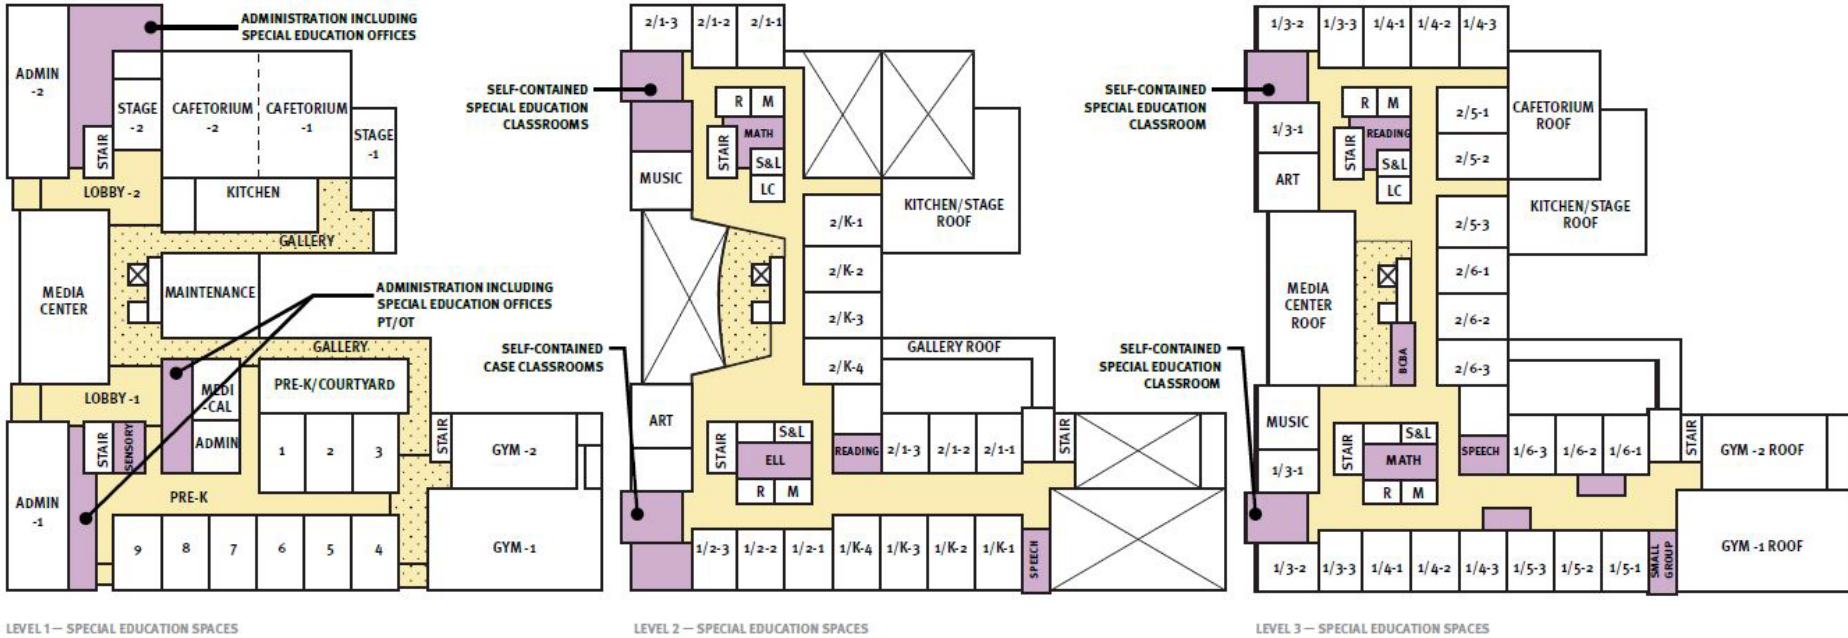 ADMINISTRATION INCLUDING
SPECIAL EDUCATION OFFICES
ADMIN
-2
STAGE
-2
CAFETORIUM
-2
CAFETORIUM
-1
STAGE
-1
STAIR
LOBBY -2
KITCHEN
GALLERY
MEDIA
CENTER
MAINTENANCE
ADMINISTRATION INCLUDING
SPECIAL EDUCATION OFFICES
PT/OT
GALLERY
LOBBY -1
MEDI
-CAL
PRE-K/COURTYARD
ADMIN
STAIR
SENSORY
1
2
3
STAIR
GYM -2
ADMIN
-1
PRE-K
9
8
7
6
5
4
GYM -1
LEVEL 1 — SPECIAL EDUCATION SPACES
2/1-3
2/1-2
2/1-1
SELF-CONTAINED
SPECIAL EDUCATION
CLASSROOMS
R
M
MATH
STAIR
S&L
LC
MUSIC
KITCHEN/STAGE
ROOF
2/K-1
2/K-2
2/K-3
2/K-4
GALLERY ROOF
SELF-CONTAINED
CASE CLASSROOMS
ART
STAIR
S&L
ELL
R
M
READING
2/1-3
2/1-2
2/1-1
STAIR
1/2-3
1/2-2
1/2-1
1/K-4
1/K-3
1/K-2
1/K-1
SPEECH
LEVEL 2 — SPECIAL EDUCATION SPACES
1/3-2
1/3-3
1/4-1
1/4-2
1/4-3
SELF-CONTAINED
SPECIAL EDUCATION
CLASSROOM
R
M
READING
STAIR
S&L
LC
1/3-1
ART
2/5-1
2/5-2
CAFETORIUM
ROOF
KITCHEN/STAGE
ROOF
2/5-3
2/6-1
2/6-2
2/6-3
MEDIA
CENTER
ROOF
BCBA
SELF-CONTAINED
SPECIAL EDUCATION
CLASSROOM
MUSIC
1/3-1
STAIR
S&L
MATH
R
M
SPEECH
1/6-3
1/6-2
1/6-1
STAIR
GYM -2 ROOF
1/3-2
1/3-3
1/4-1
1/4-2
1/4-3
1/5-3
1/5-2
1/5-1
SMALL
GROUP
GYM -1 ROOF
LEVEL 3 — SPECIAL EDUCATION SPACES